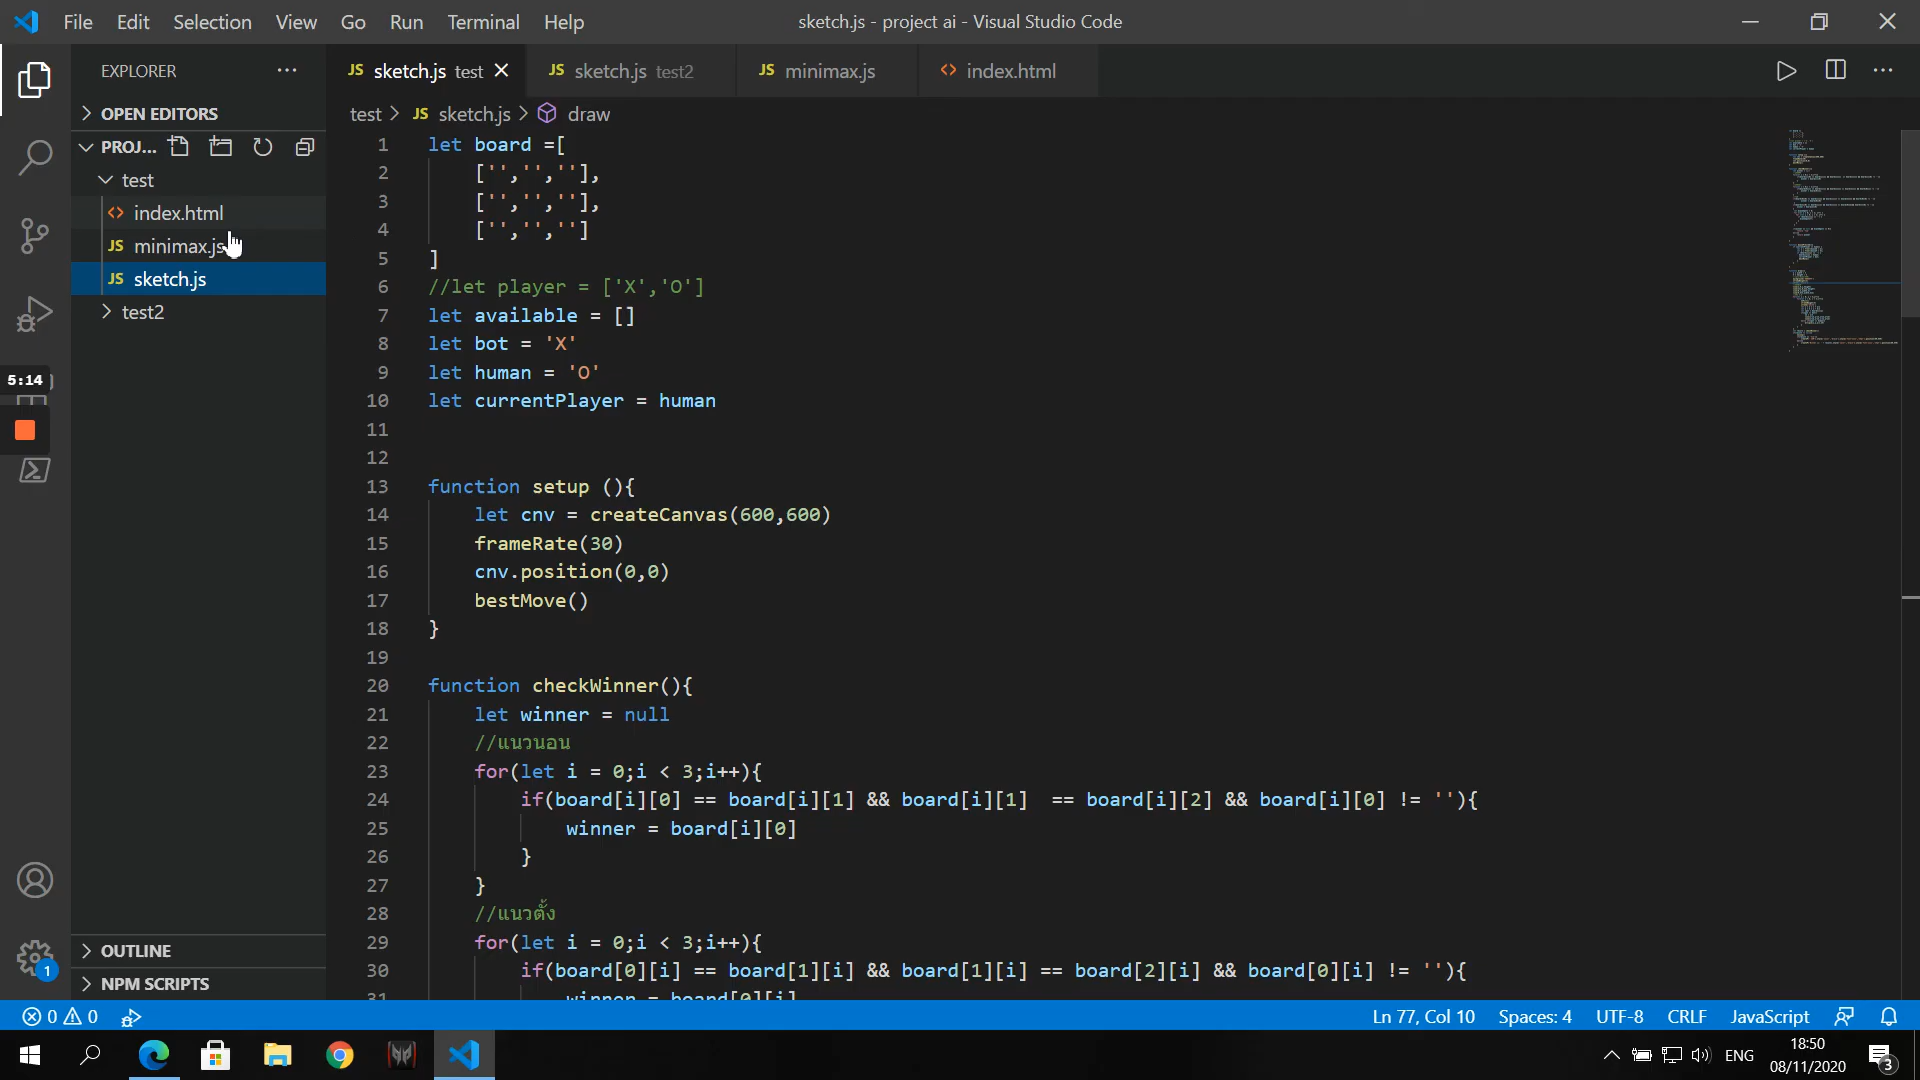 File Edit Selection View Go Run Terminal Help
sketch.js - project ai - Visual Studio Code
EXPLORER
OPEN EDITORS
PROJ...
test
index.html
minimax.js
sketch.js
test2
OUTLINE
NPM SCRIPTS
5:14
1
JS sketch.js test
JS sketch.js test2
JS minimax.js
index.html
test > JS sketch.js > draw
1 let board =[
2 ['','',''],
3 ['','',''],
4 ['','','']
5 ]
6 //let player = ['X','O']
7 let available = []
8 let bot = 'X'
9 let human = 'O'
10 let currentPlayer = human
11
12
13 function setup (){
14 let cnv = createCanvas(600,600)
15 frameRate(30)
16 cnv.position(0,0)
17 bestMove()
18 }
19
20 function checkWinner(){
21 let winner = null
22 //แนวนอน
23 for(let i = 0;i < 3;i++){
24 if(board[i][0] == board[i][1] && board[i][1]  == board[i][2] && board[i][0] != ''){
25 winner = board[i][0]
26 }
27 }
28 //แนวตั้ง
29 for(let i = 0;i < 3;i++){
30 if(board[0][i] == board[1][i] && board[1][i] == board[2][i] && board[0][i] != ''){
31 winner = board[0][i]
0 0
Ln 77, Col 10 Spaces: 4 UTF-8 CRLF JavaScript
ENG
18:50
08/11/2020
3